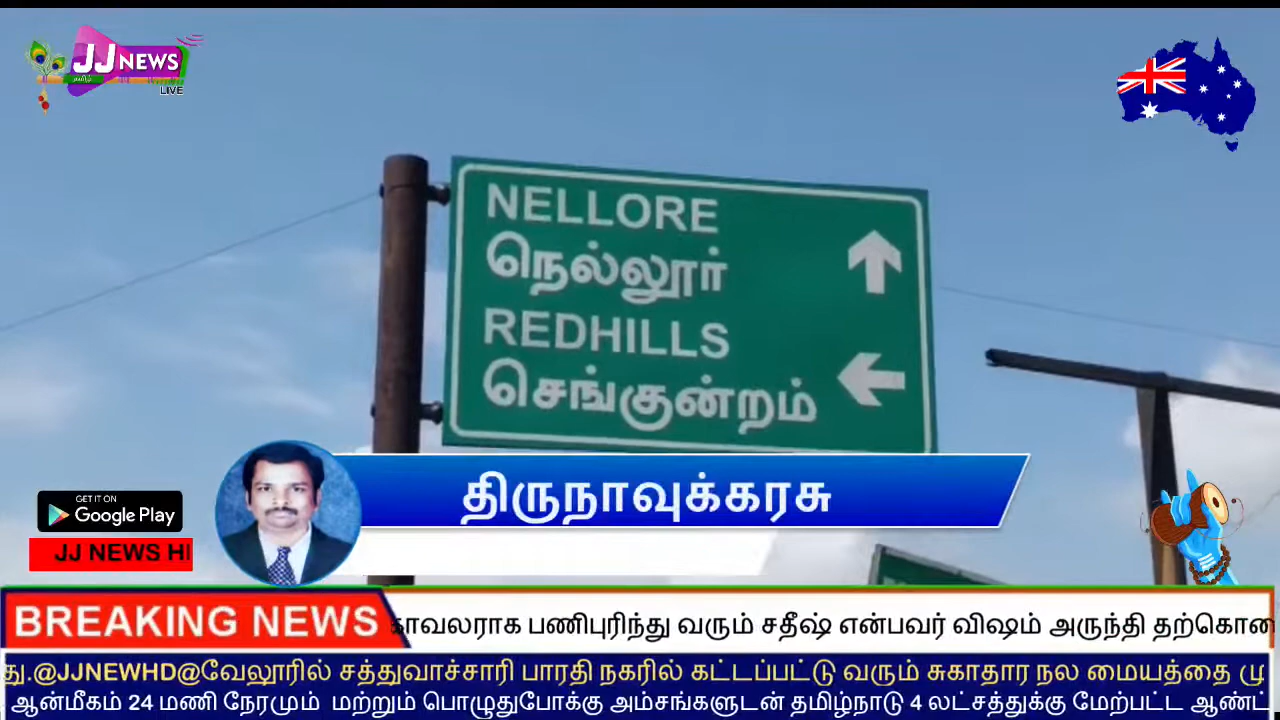 JJ NEWS
தமிழ்
LIVE
NELLORE
நெல்லூர்
REDHILLS
செங்குன்றம்
திருநாவுக்கரசு
GET IT ON
Google Play
JJ NEWS H
BREAKING NEWS
காவலராக பணிபுரிந்து வரும் சதீஷ் என்பவர் விஷம் அருந்தி தற்கொ
து.@JJNEWHD@வேலூரில் சத்துவாச்சாரி பாரதி நகரில் கட்டப்பட்டு வரும் சுகாதார நல மையத்தை மு
ஆன்மீகம் 24 மணி நேரமும் மற்றும் பொழுதுபோக்கு அம்சங்களுடன் தமிழ்நாடு 4 லட்சத்துக்கு மேற்பட்ட ஆண்ட